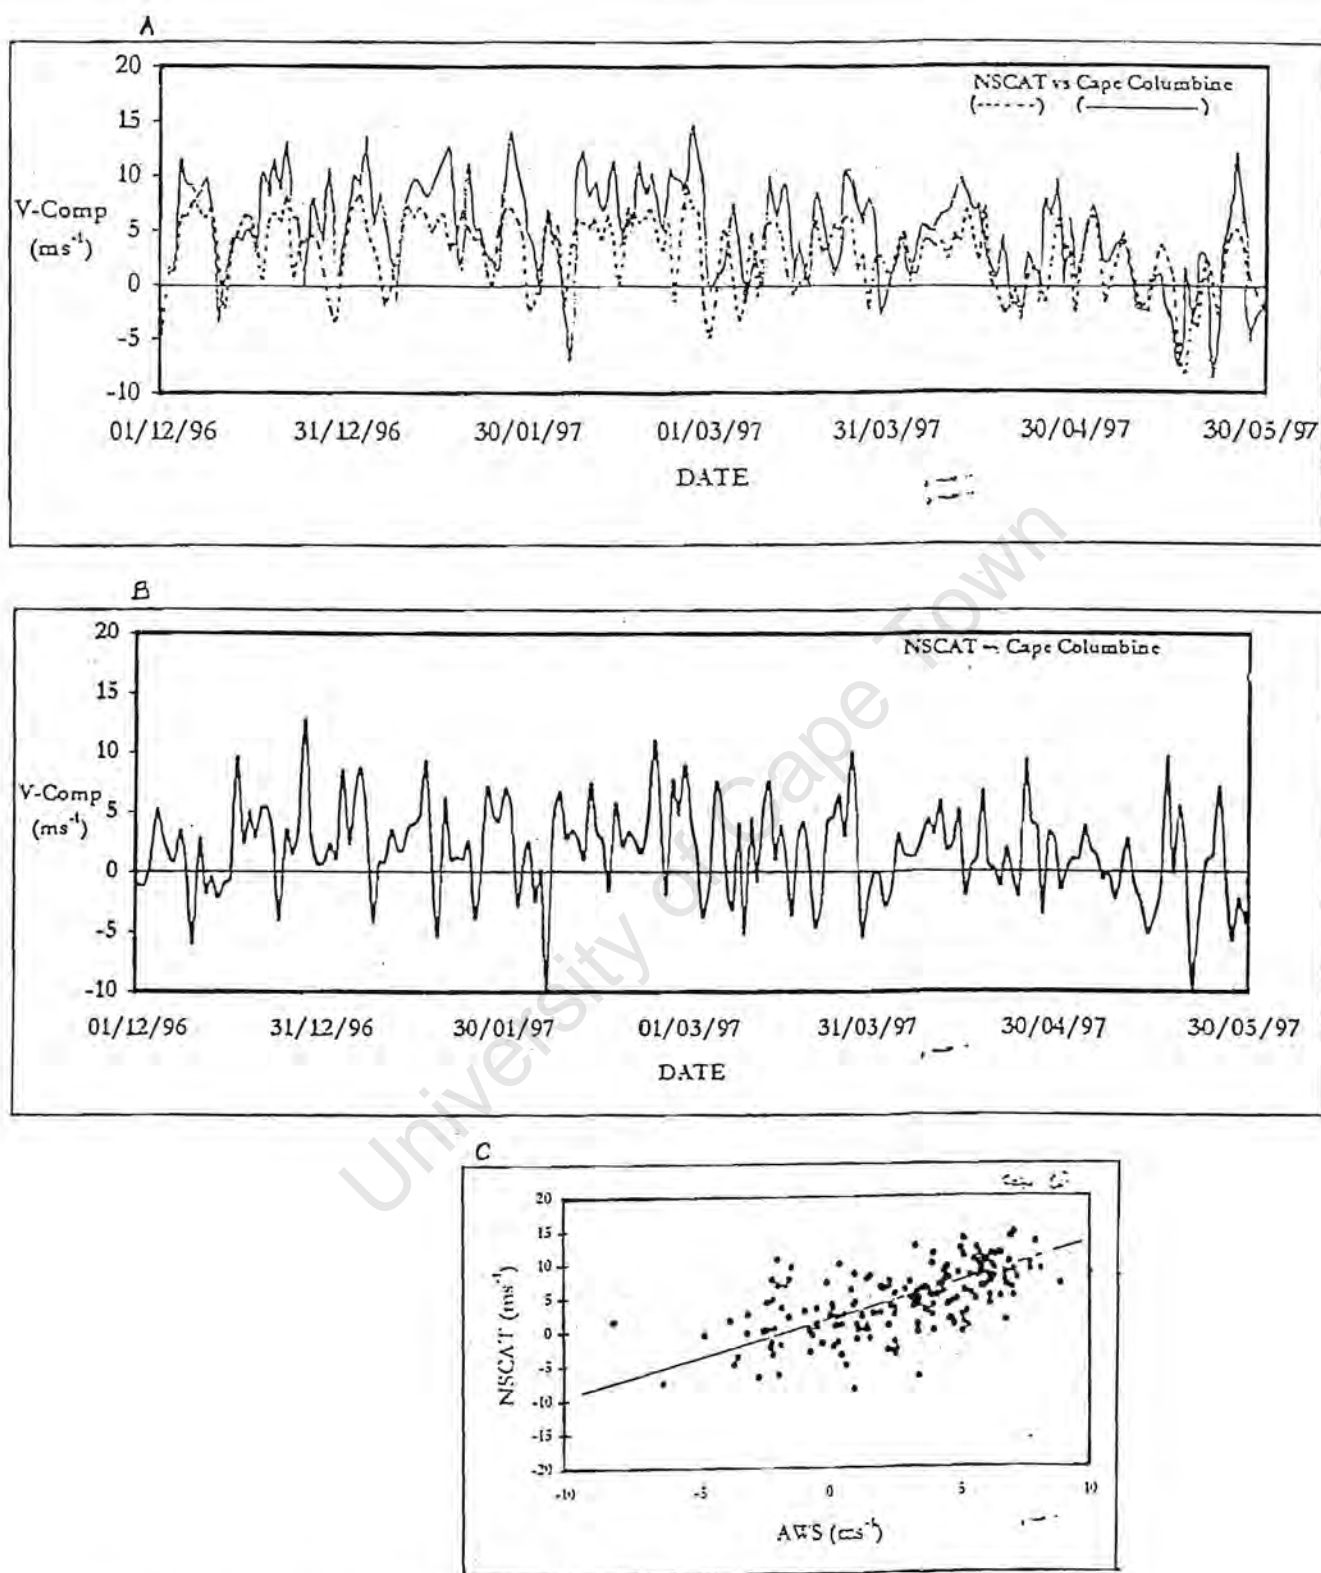 A
20
NSCAT vs Cape Columbine
(------) (———)
15
10
V-Comp
5
(ms⁻¹)
0
-5
-10
01/12/96 31/12/96 30/01/97 01/03/97 31/03/97 30/04/97 30/05/97
DATE
B
20
NSCAT – Cape Columbine
15
10
V-Comp
5
(ms⁻¹)
0
-5
-10
01/12/96 31/12/96 30/01/97 01/03/97 31/03/97 30/04/97 30/05/97
DATE
C
20
15
10
5
0
-5
-10
-15
-20
NSCAT (ms⁻¹)
-10 -5 0 5 10
AWS (ms⁻¹)
University of Cape Town